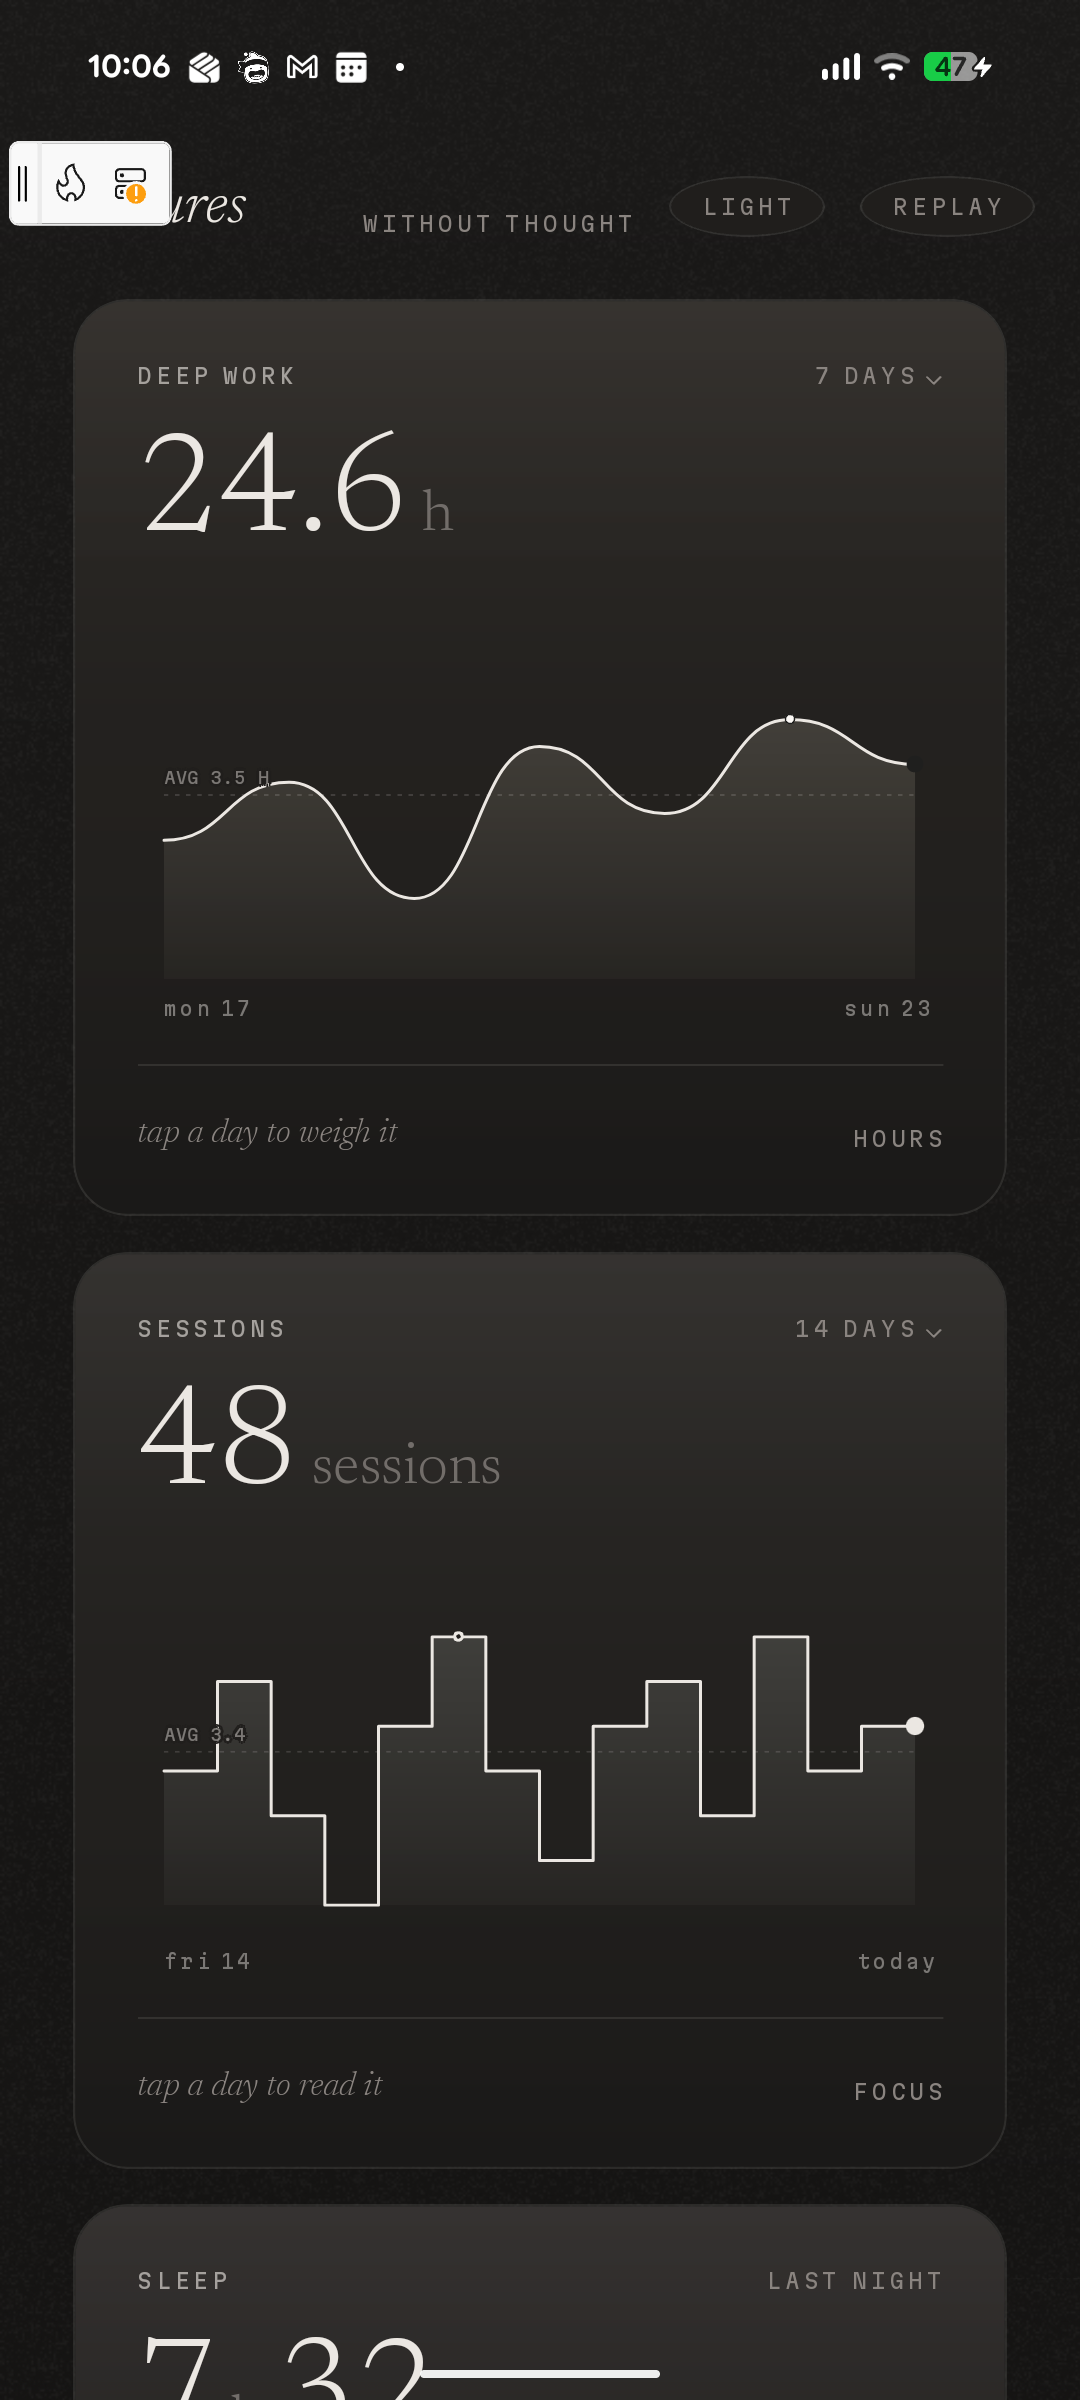 10:06
47
ures
WITHOUT THOUGHT
LIGHT
REPLAY
DEEP WORK
7 DAYS
24.6 h
AVG 3.5 H
mon 17
sun 23
tap a day to weigh it
HOURS
SESSIONS
14 DAYS
48 sessions
AVG 3.4
fri 14
today
tap a day to read it
FOCUS
SLEEP
LAST NIGHT
7 h 32